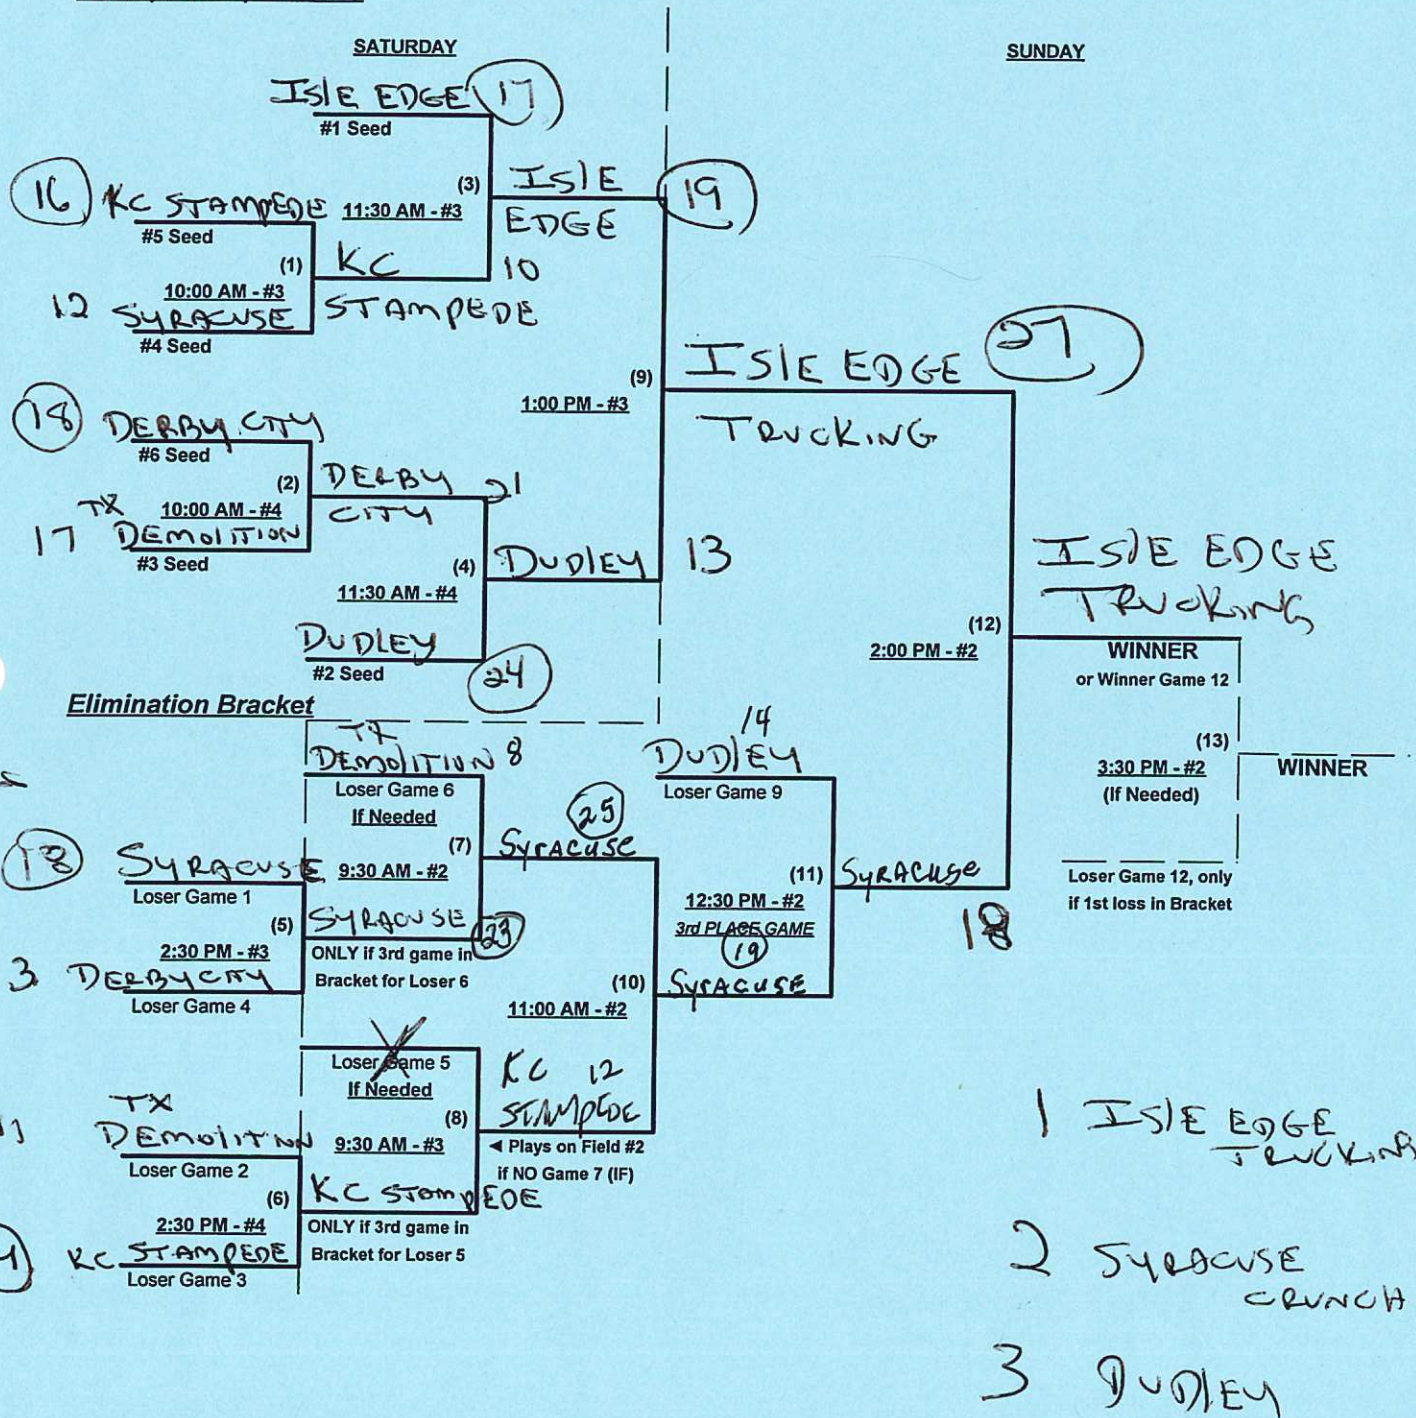 SATURDAY
SUNDAY
ISLE EDGE 17
#1 Seed
(3) ISLE
16 KC STAMPEDE 11:30 AM - #3 EDGE 19
#5 Seed
(1) KC 10
10:00 AM - #3
12 SYRACUSE STAMPEDE
#4 Seed
ISLE EDGE 27
(9)
1:00 PM - #3
TRUCKING
18 DERBY CITY
#6 Seed
(2) DERBY 21
TX 10:00 AM - #4 CITY
17 DEMOLITION
#3 Seed
(4) DUDLEY 13
11:30 AM - #4
DUDLEY
#2 Seed 24
ISLE EDGE
TRUCKING
(12)
2:00 PM - #2
WINNER
or Winner Game 12
(13)
3:30 PM - #2
(If Needed)
WINNER
Loser Game 12, only
if 1st loss in Bracket
Elimination Bracket
TX
DEMOLITION 8
Loser Game 6
If Needed
14
DUDLEY
Loser Game 9
25
(7) Syracuse
9:30 AM - #2
18 SYRACUSE
Loser Game 1
(5) SYRACUSE 23
2:30 PM - #3
ONLY if 3rd game in
Bracket for Loser 6
3 DERBY CITY
Loser Game 4
(11) Syracuse
12:30 PM - #2
3rd PLACE GAME
18
19
(10) Syracuse
11:00 AM - #2
Loser Game 5
If Needed
KC 12
(8) STAMPEDE
9:30 AM - #3
◄ Plays on Field #2
if NO Game 7 (IF)
TX
DEMOLITION
Loser Game 2
(6) KC STAMPEDE
2:30 PM - #4
ONLY if 3rd game in
Bracket for Loser 5
KC STAMPEDE
Loser Game 3
1 ISLE EDGE
TRUCKING
2 SYRACUSE
CRUNCH
3 DUDLEY